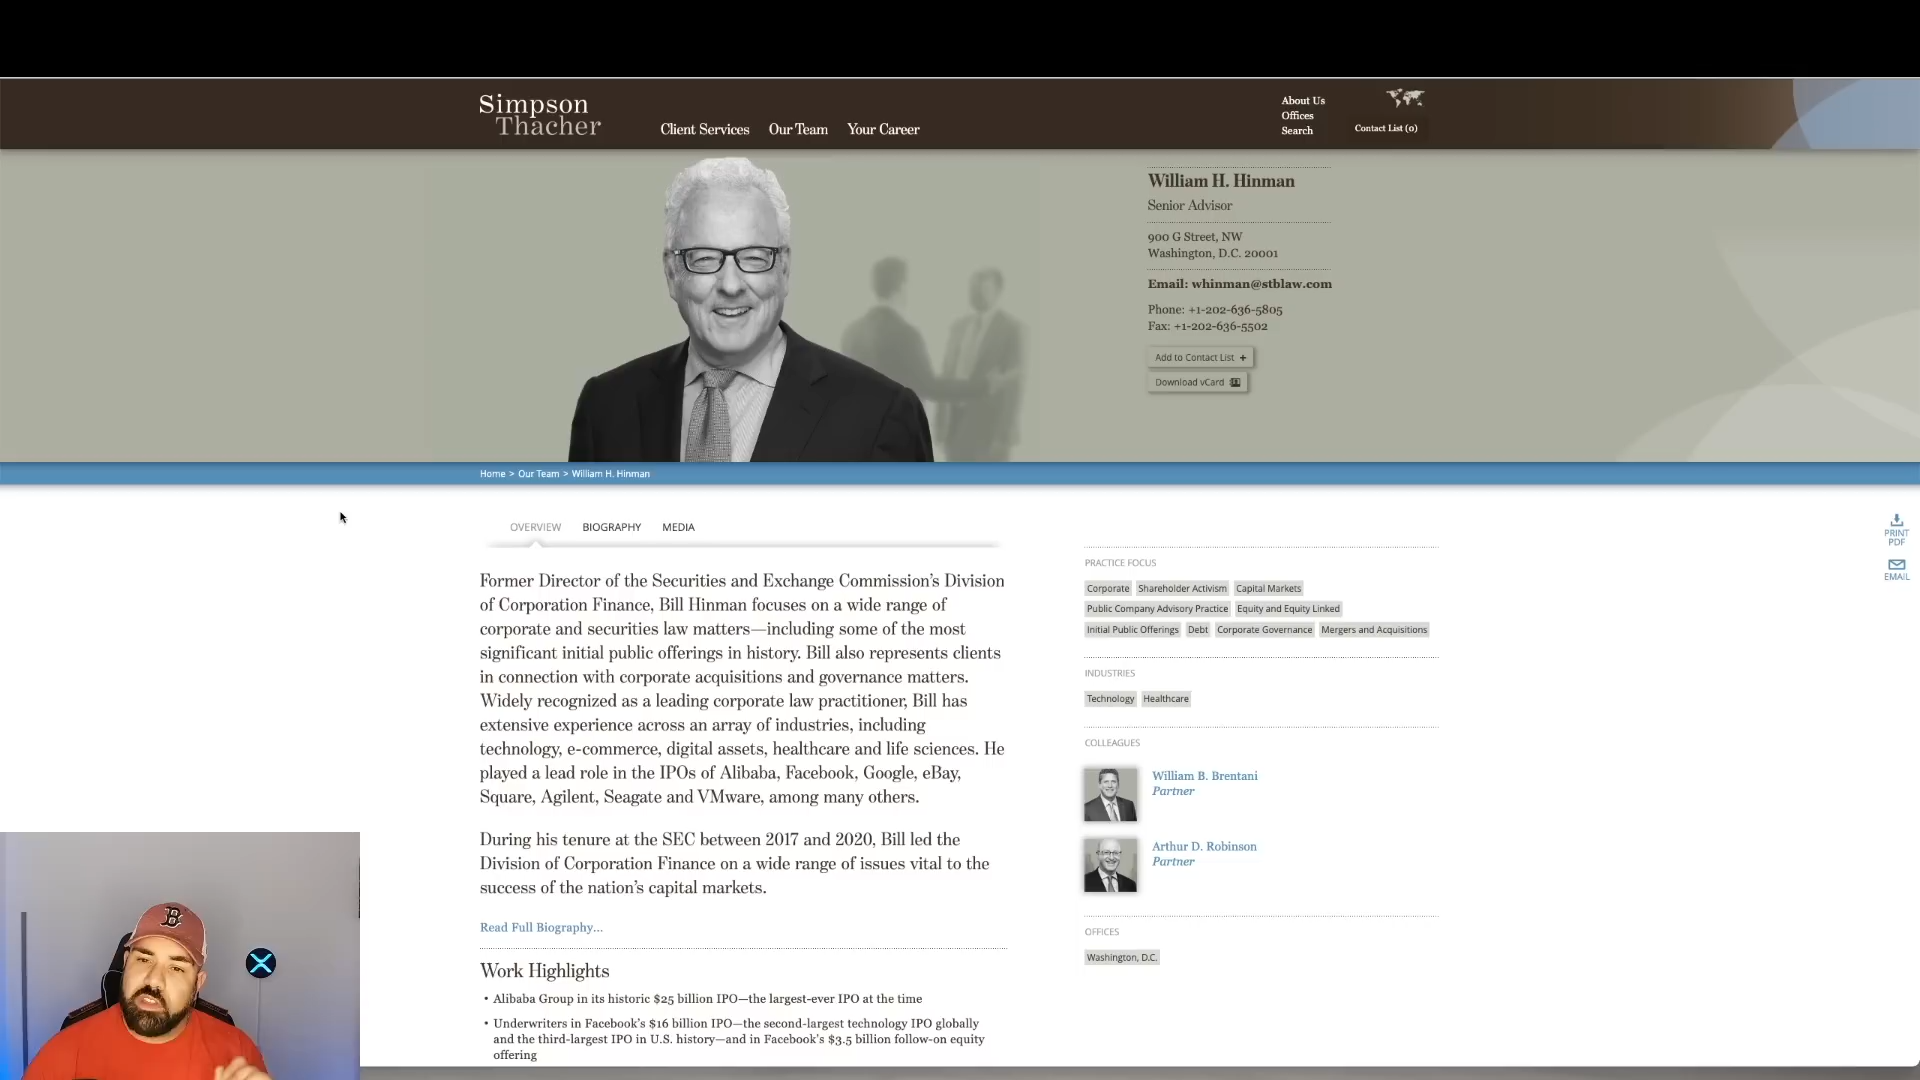 Simpson
Thacher
Client Services Our Team Your Career
About Us
Offices
Search
Contact List (0)
William H. Hinman
Senior Advisor
900 G Street, NW
Washington, D.C. 20001
Email: whinman@stblaw.com
Phone: +1-202-636-5805
Fax: +1-202-636-5502
Add to Contact List +
Download vCard
Home > Our Team > William H. Hinman
OVERVIEW BIOGRAPHY MEDIA
Former Director of the Securities and Exchange Commission’s Division
of Corporation Finance, Bill Hinman focuses on a wide range of
corporate and securities law matters—including some of the most
significant initial public offerings in history. Bill also represents clients
in connection with corporate acquisitions and governance matters.
Widely recognized as a leading corporate law practitioner, Bill has
extensive experience across an array of industries, including
technology, e-commerce, digital assets, healthcare and life sciences. He
played a lead role in the IPOs of Alibaba, Facebook, Google, eBay,
Square, Agilent, Seagate and VMware, among many others.
During his tenure at the SEC between 2017 and 2020, Bill led the
Division of Corporation Finance on a wide range of issues vital to the
success of the nation’s capital markets.
Read Full Biography...
Work Highlights
• Alibaba Group in its historic $25 billion IPO—the largest-ever IPO at the time
• Underwriters in Facebook’s $16 billion IPO—the second-largest technology IPO globally
and the third-largest IPO in U.S. history—and in Facebook’s $3.5 billion follow-on equity
offering
PRACTICE FOCUS
Corporate Shareholder Activism Capital Markets
Public Company Advisory Practice Equity and Equity Linked
Initial Public Offerings Debt Corporate Governance Mergers and Acquisitions
INDUSTRIES
Technology Healthcare
COLLEAGUES
William B. Brentani
Partner
Arthur D. Robinson
Partner
OFFICES
Washington, D.C.
PRINT
PDF
EMAIL
B